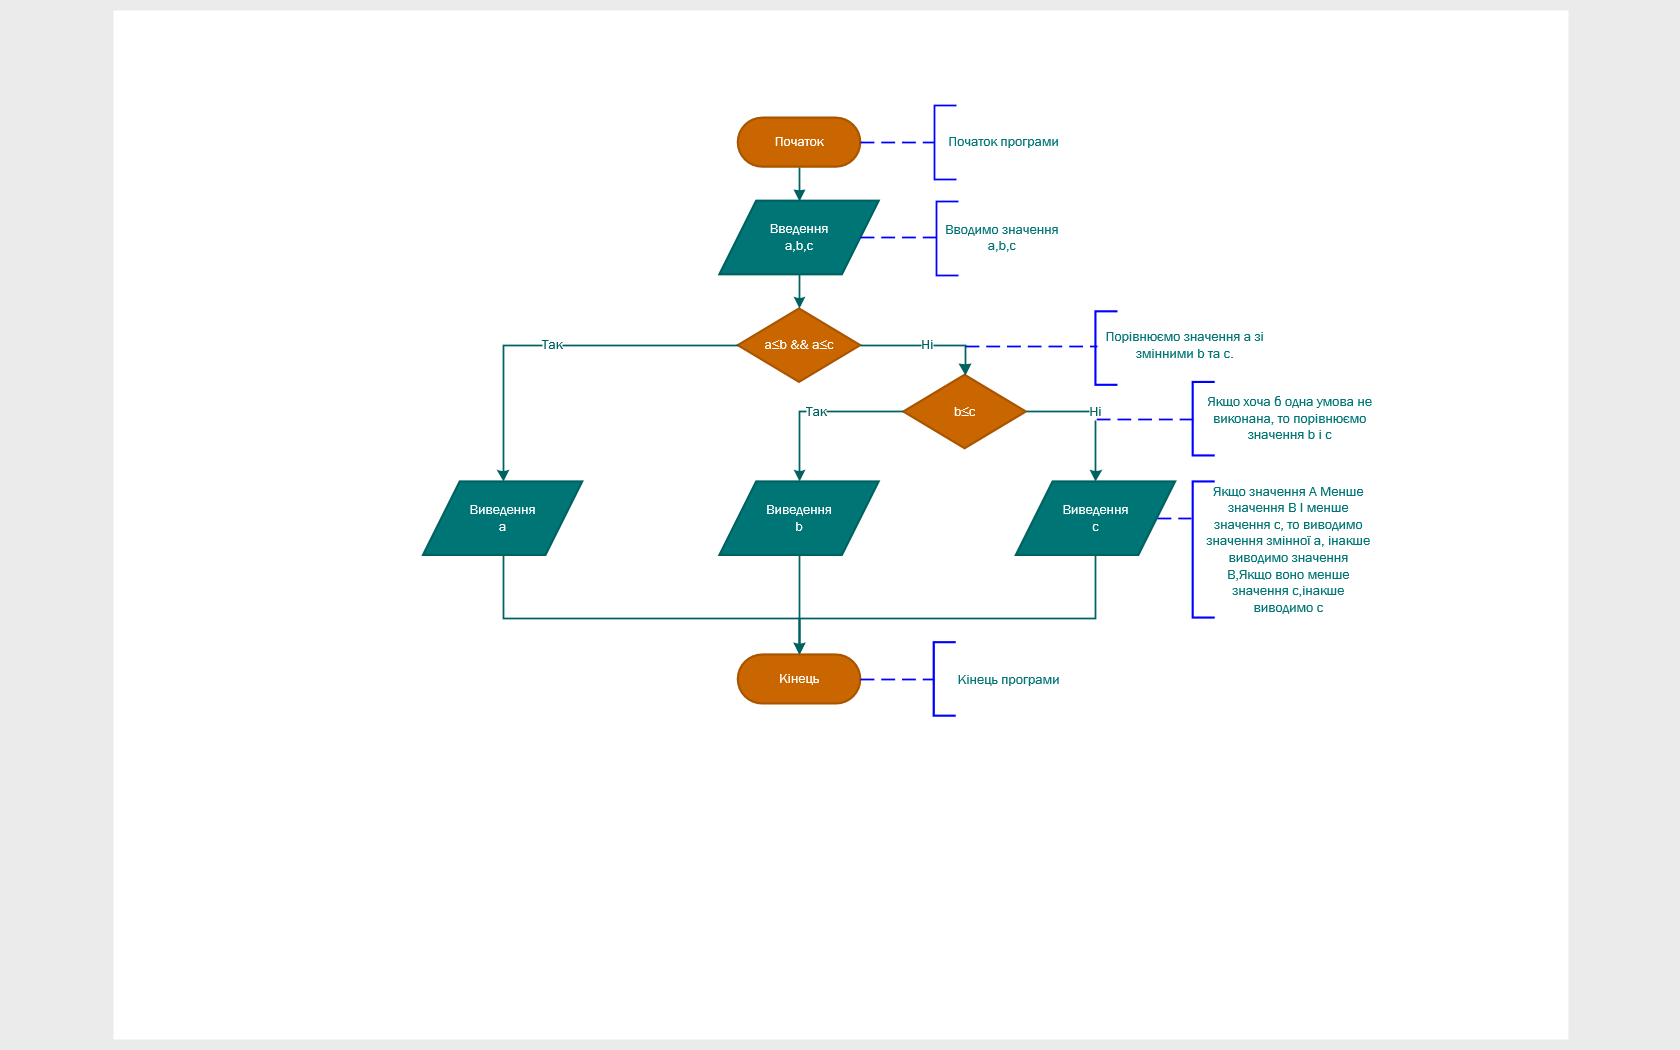 Початок
Початок програми
Введення
a,b,c
Вводимо значення
a,b,c
Так
a≤b && a≤c
Ні
Порівнюємо значення а зі
змінними b та с.
Так
b≤c
Ні
Якщо хоча б одна умова не
виконана, то порівнюємо
значення b і с
Виведення
a
Виведення
b
Виведення
c
Якщо значення А Менше
значення В І менше
значення с, то виводимо
значення змінної а, інакше
виводимо значення
В,Якщо воно менше
значення с,інакше
виводимо с
Кінець
Кінець програми